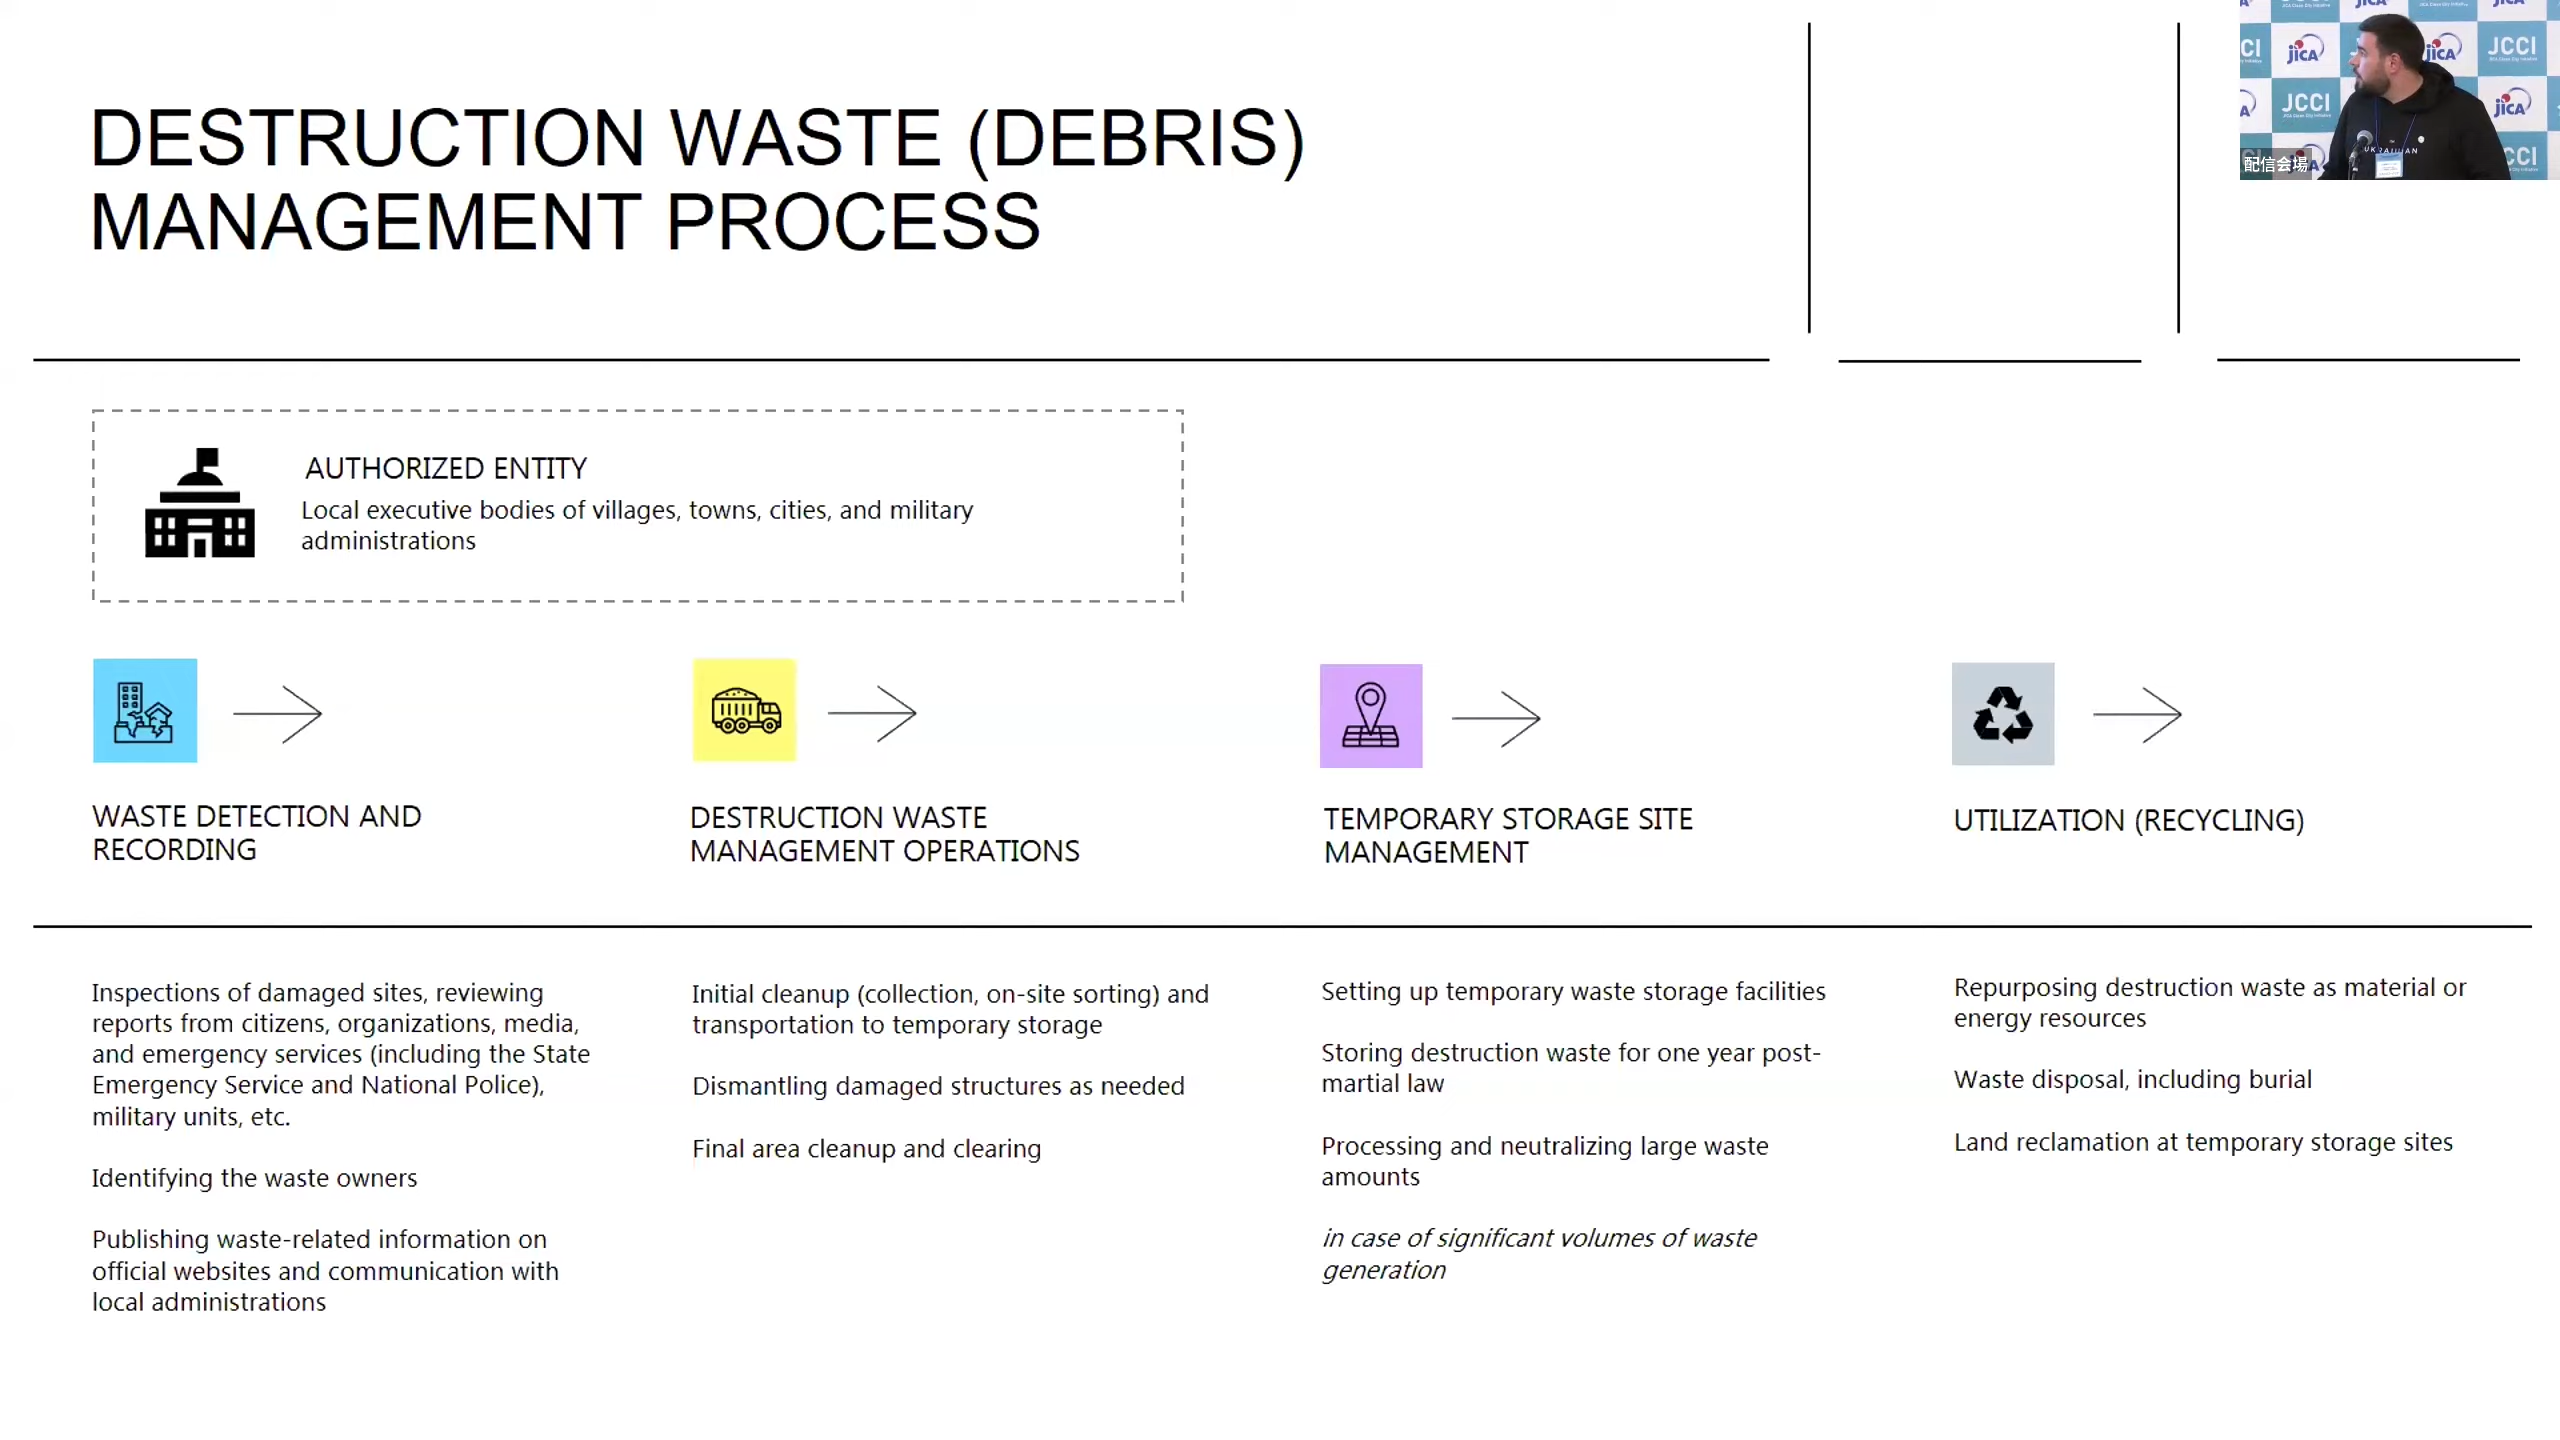 DESTRUCTION WASTE (DEBRIS)
MANAGEMENT PROCESS
JCCI
JICA
JCCI
JICA
JCCI
JICA
配信会場
AUTHORIZED ENTITY
Local executive bodies of villages, towns, cities, and military
administrations
WASTE DETECTION AND
RECORDING
Inspections of damaged sites, reviewing
reports from citizens, organizations, media,
and emergency services (including the State
Emergency Service and National Police),
military units, etc.
Identifying the waste owners
Publishing waste-related information on
official websites and communication with
local administrations
DESTRUCTION WASTE
MANAGEMENT OPERATIONS
Initial cleanup (collection, on-site sorting) and
transportation to temporary storage
Dismantling damaged structures as needed
Final area cleanup and clearing
TEMPORARY STORAGE SITE
MANAGEMENT
Setting up temporary waste storage facilities
Storing destruction waste for one year post-
martial law
Processing and neutralizing large waste
amounts
in case of significant volumes of waste
generation
UTILIZATION (RECYCLING)
Repurposing destruction waste as material or
energy resources
Waste disposal, including burial
Land reclamation at temporary storage sites